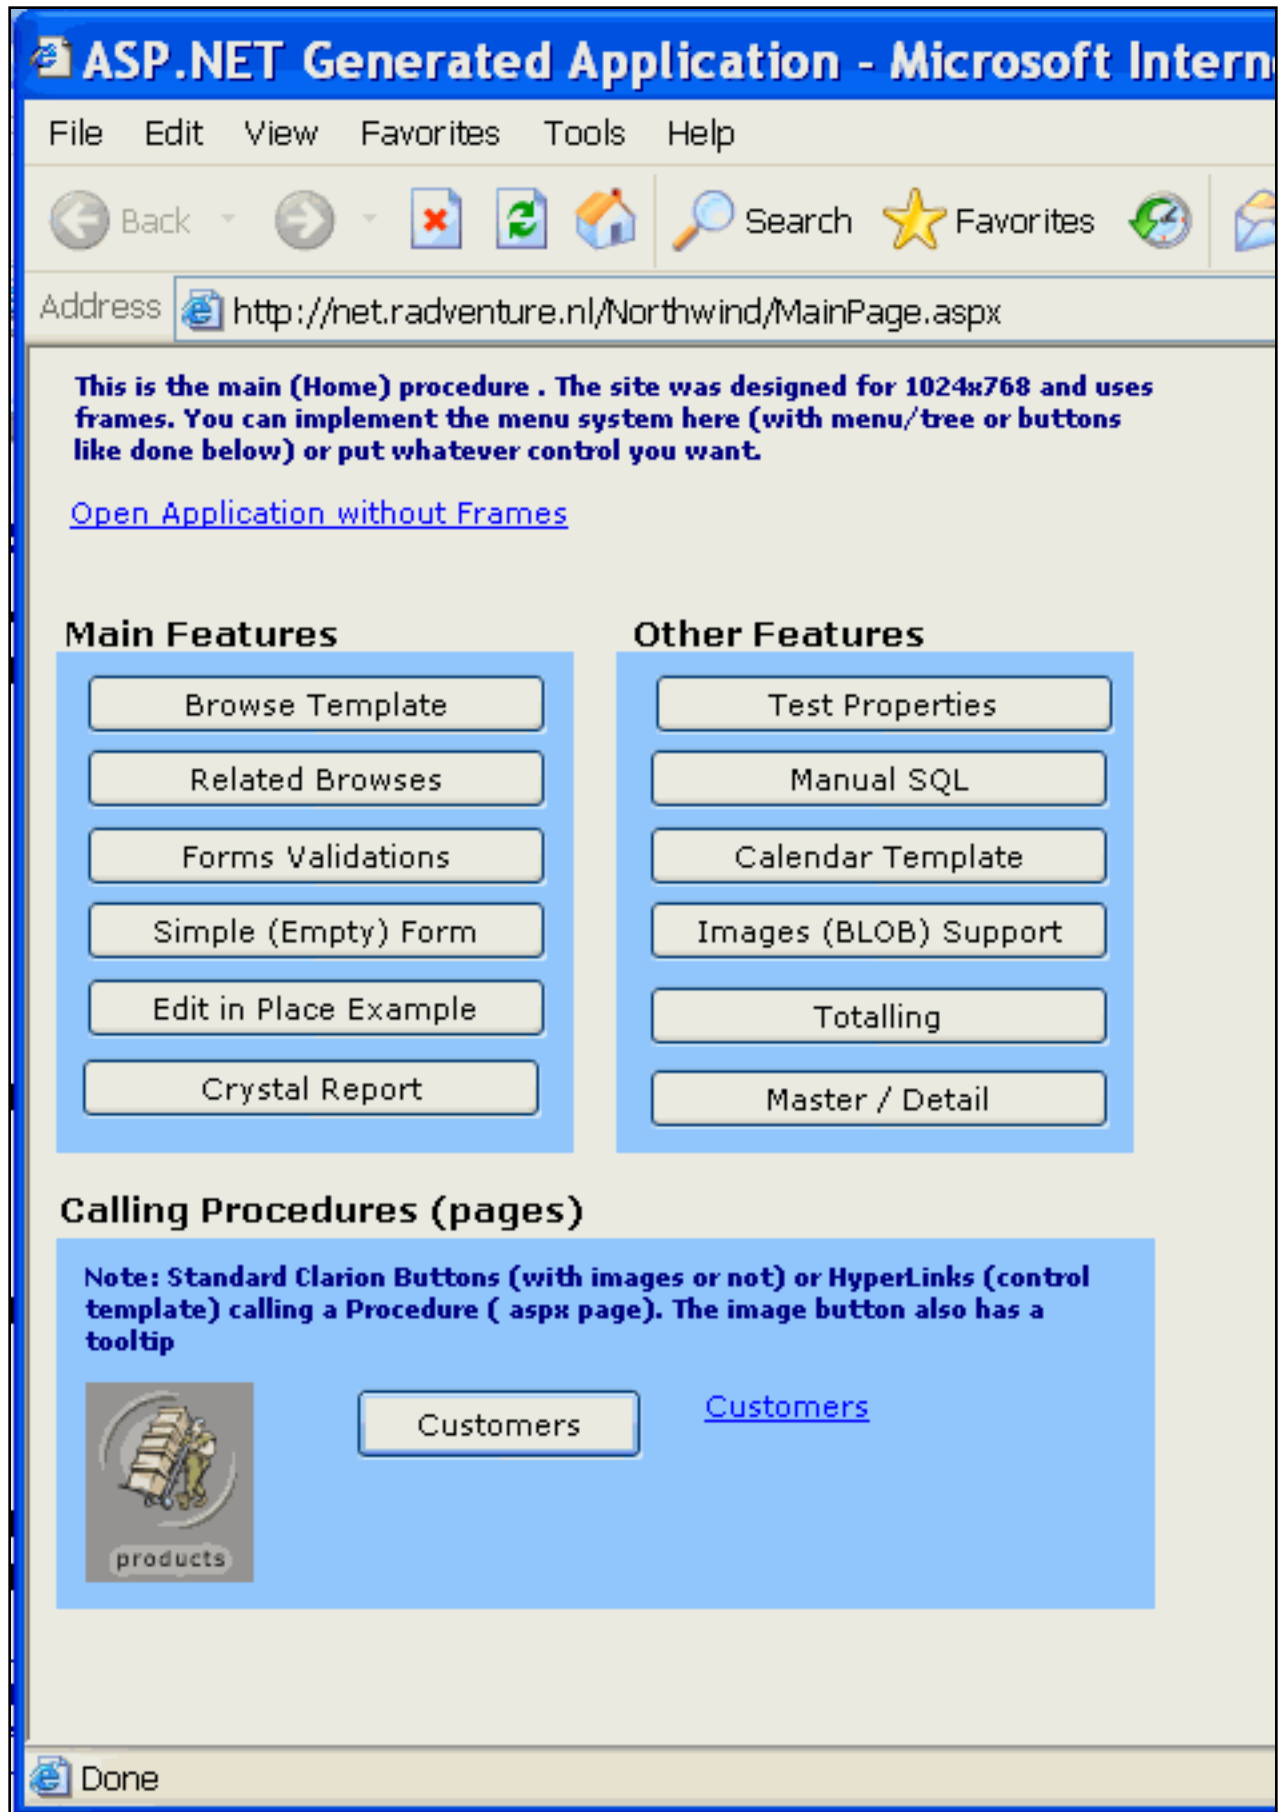 ASP.NET Generated Application - Microsoft Intern
File Edit View Favorites Tools Help
Back Search Favorites
Address http://net.radventure.nl/Northwind/MainPage.aspx
This is the main (Home) procedure . The site was designed for 1024x768 and uses
frames. You can implement the menu system here (with menu/tree or buttons
like done below) or put whatever control you want.
Open Application without Frames
Main Features
Browse Template
Related Browses
Forms Validations
Simple (Empty) Form
Edit in Place Example
Crystal Report
Other Features
Test Properties
Manual SQL
Calendar Template
Images (BLOB) Support
Totalling
Master / Detail
Calling Procedures (pages)
Note: Standard Clarion Buttons (with images or not) or HyperLinks (control
template) calling a Procedure ( aspx page). The image button also has a
tooltip
products
Customers
Customers
Done